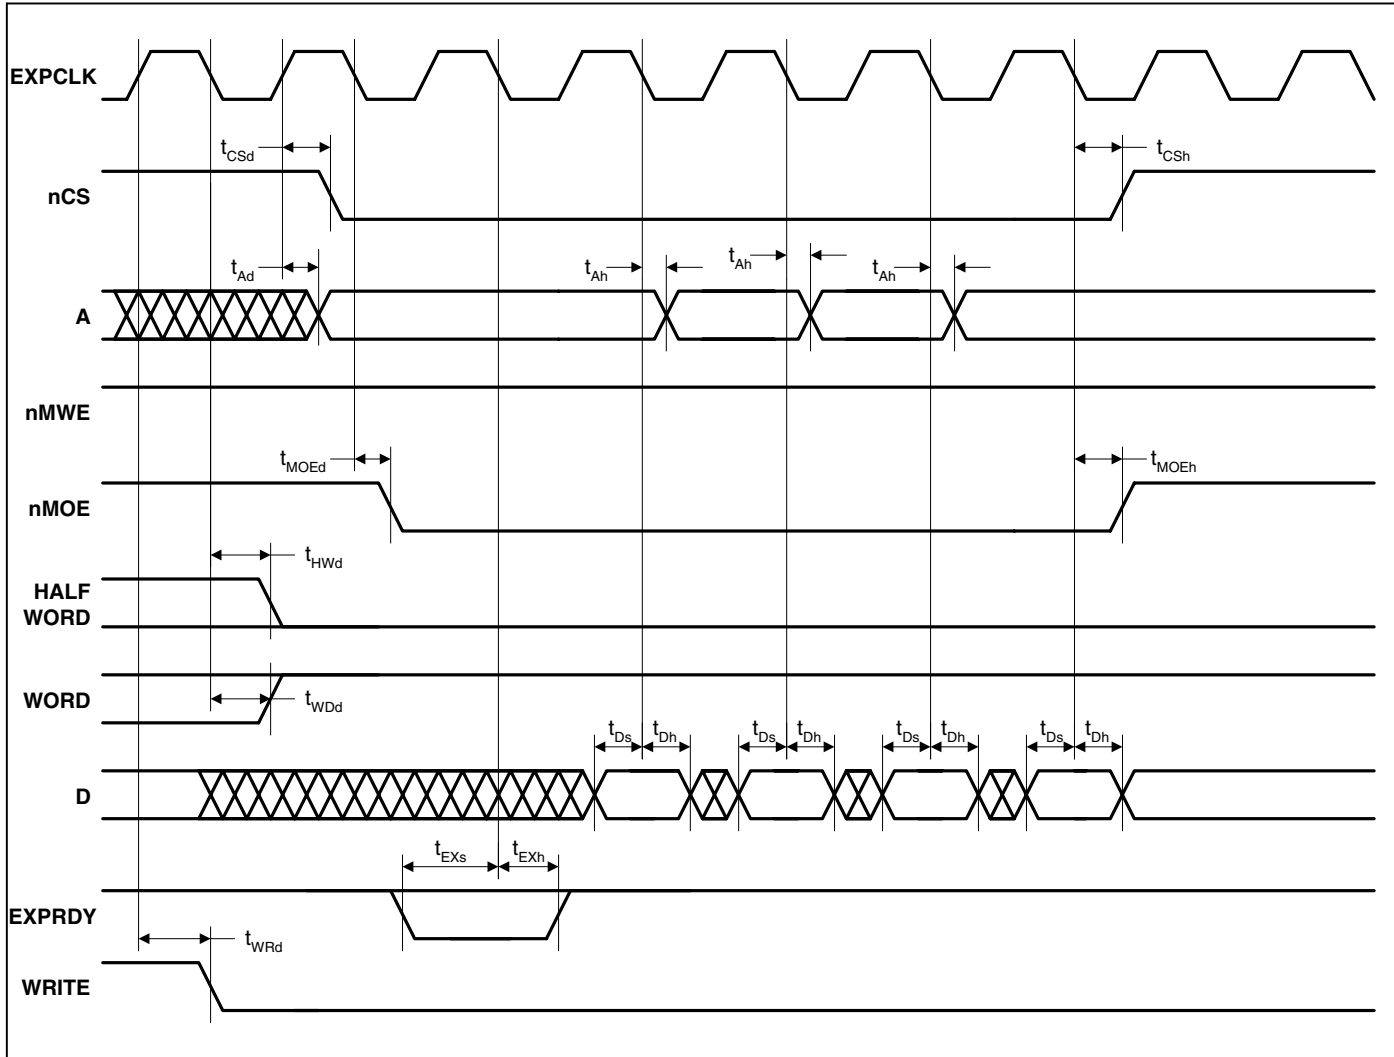 EXPCLK
tCSd
tCSh
nCS
tAd
tAh
tAh
tAh
A
nMWE
tMOEd
tMOEh
nMOE
tHWd
HALF
WORD
WORD
tWDd
tDs
tDh
tDs
tDh
tDs
tDh
tDs
tDh
D
tEXs
tEXh
EXPRDY
tWRd
WRITE